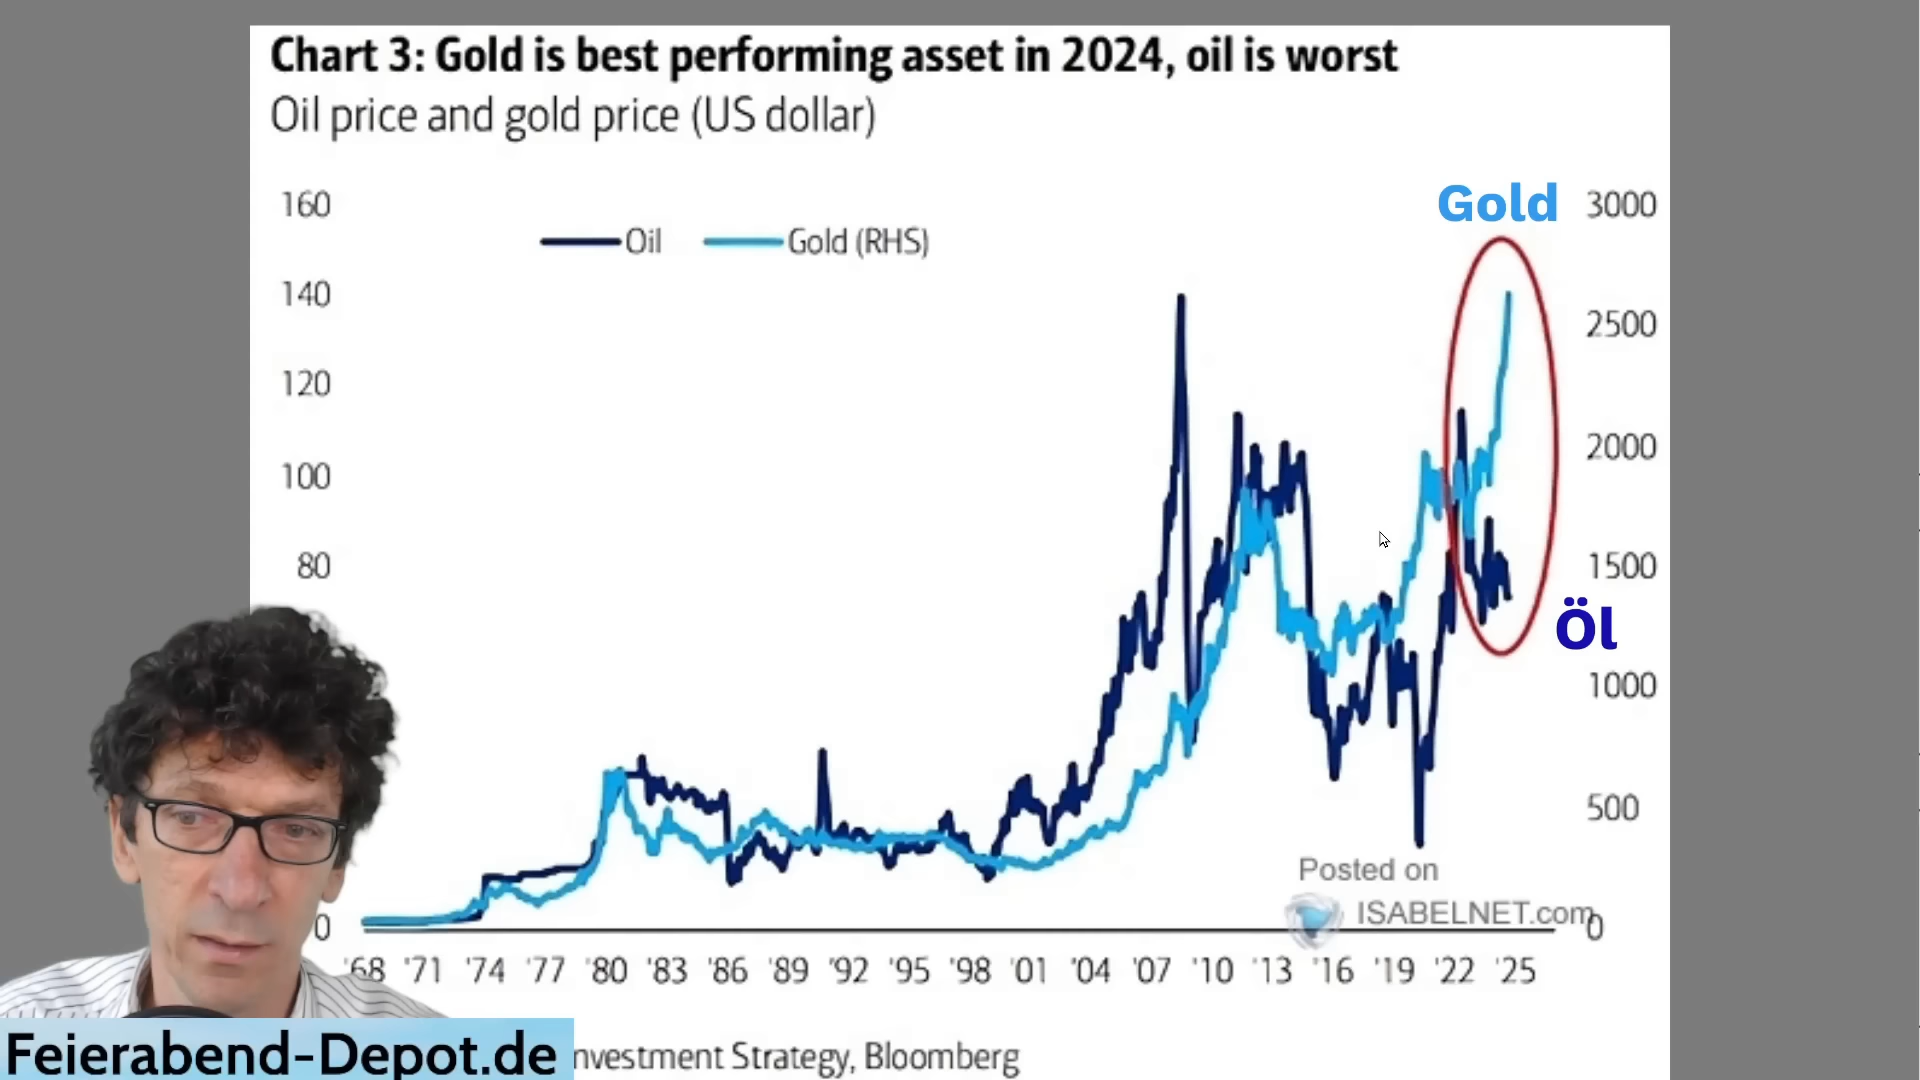 Chart 3: Gold is best performing asset in 2024, oil is worst
Oil price and gold price (US dollar)
Gold
Oil
Gold (RHS)
160
140
120
100
80
0
3000
2500
2000
1500
1000
500
0
Öl
Posted on
ISABELNET.com
'68 '71 '74 '77 '80 '83 '86 '89 '92 '95 '98 '01 '04 '07 '10 '13 '16 '19 '22 '25
Feierabend-Depot.de
nvestment Strategy, Bloomberg